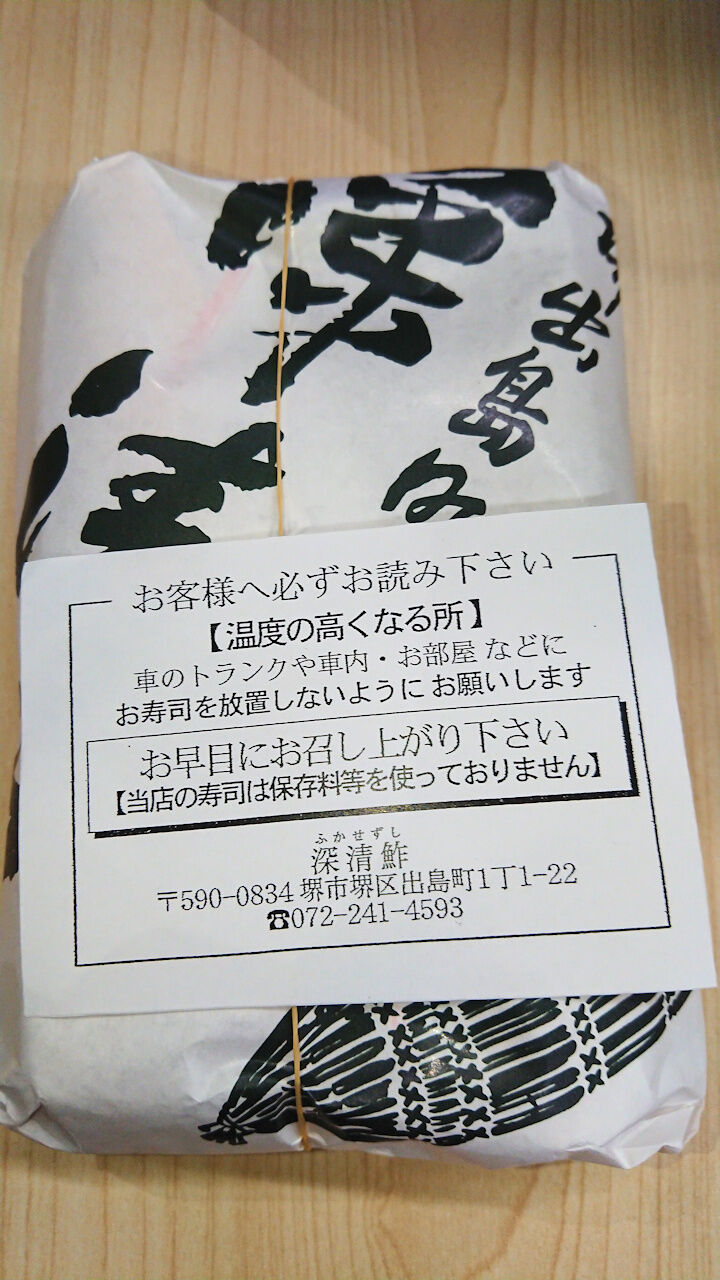 出島
お客様へ必ずお読み下さい
【温度の高くなる所】
車のトランクや車内・お部屋 などに
お寿司を放置しないように お願いします
お早目にお召し上がり下さい
【当店の寿司は保存料等を使っておりません】
ふかせずし
深清鮓
〒590-0834 堺市堺区出島町1丁1-22
☎072-241-4593